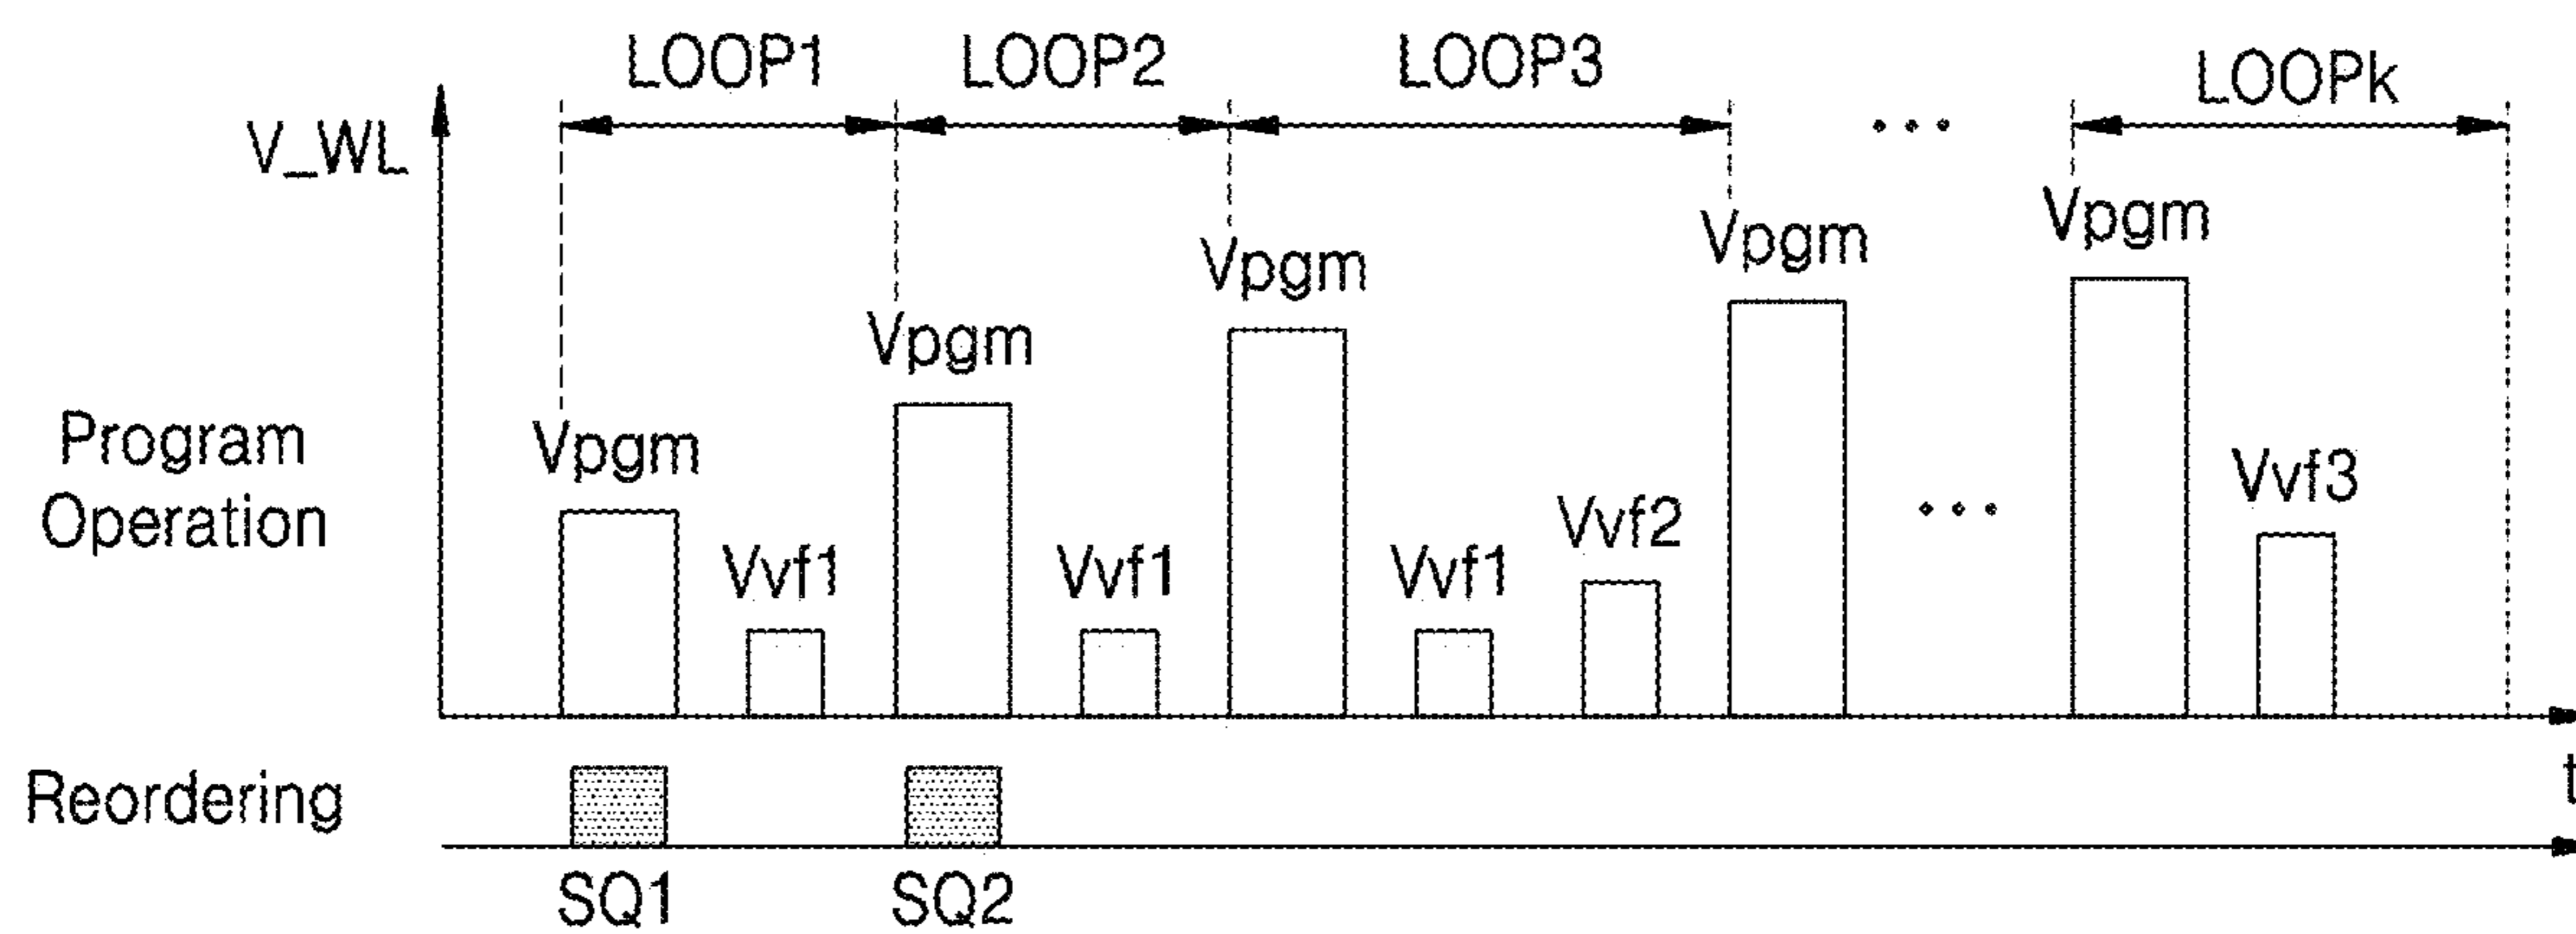 LOOP1 LOOP2 LOOP3 LOOPk
V_WL
• • •
Vpgm Vpgm Vpgm Vpgm Vpgm
Program
Operation
Vvf1 Vvf1 Vvf1 Vvf2 • • • Vvf3
Reordering
t
SQ1 SQ2